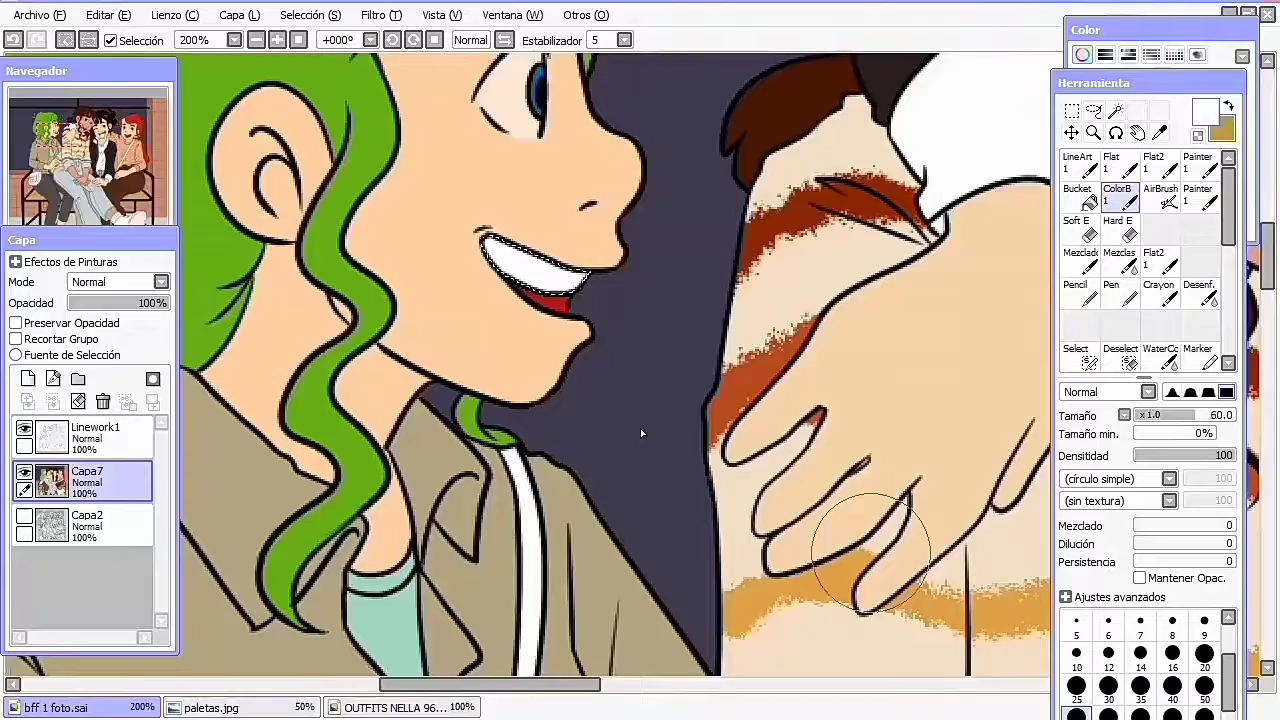 Archivo (F) Editar (E) Lienzo (C) Capa (L) Selección (S) Filtro (T) Vista (V) Ventana (W) Otros (O)
Selección 200% +000º Normal Estabilizador 5
Navegador
Capa
Efectos de Pinturas
Modo Normal
Opacidad 100%
Preservar Opacidad
Recortar Grupo
Fuente de Selección
Linework1
Normal
100%
Capa7
Normal
100%
Capa2
Normal
100%
Color
Herramienta
LineArt Flat Flat2 Painter
1 1 1 1
Bucket ColorB AirBrush Painter
1 1
Soft E Hard E
Mezclado Mezclas Flat2
1
Pencil Pen Crayon Desenf.
1
Select Deselect WaterCo Marker
Normal
Tamaño x 1.0 60.0
Tamaño min. 0%
Densidad 100
(círculo simple) 100
(sin textura) 100
Mezclado 0
Dilución 0
Persistencia 0
Mantener Opac.
Ajustes avanzados
5 6 7 8 9
10 12 14 16 20
25 30 35 40 50
bff 1 foto.sai 200% paletas.jpg 50% OUTFITS NELLA 96... 100%